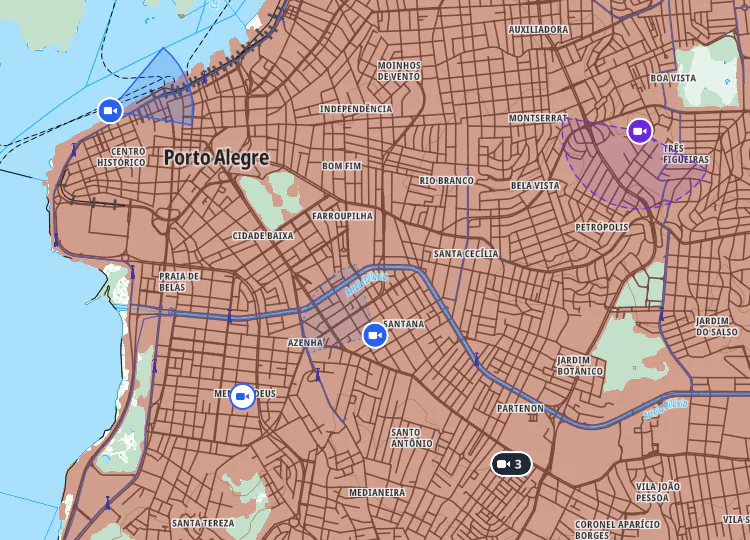 AUXILIADORA
MOINHOS
DE VENTO
BOA VISTA
INDEPENDÊNCIA
MONTSERRAT
CENTRO
HISTÓRICO
Porto Alegre
TRÊS
FIGUEIRAS
BOM FIM
RIO BRANCO
BELA VISTA
FARROUPILHA
CIDADE BAIXA
PETRÓPOLIS
SANTA CECÍLIA
PRAIA DE
BELAS
SANTANA
AZENHA
JARDIM
DO SALSO
JARDIM
BOTÂNICO
DEUS
PARTENON
SANTO
ANTÔNIO
3
MEDIANEIRA
VILA JOÃO
PESSOA
SANTA TEREZA
CORONEL APARÍCIO
BORGES
VILA S